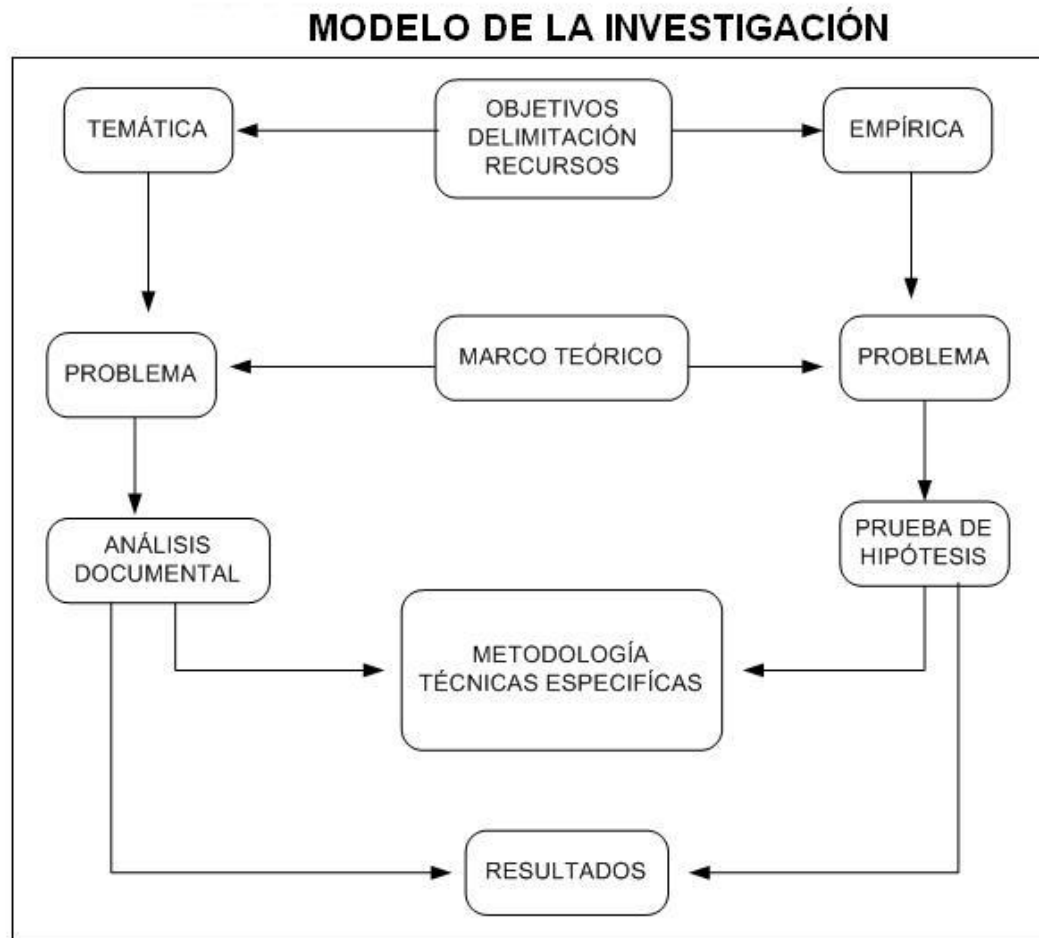 MODELO DE LA INVESTIGACIÓN
TEMÁTICA
OBJETIVOS
DELIMITACIÓN
RECURSOS
EMPÍRICA
PROBLEMA
MARCO TEÓRICO
PROBLEMA
ANÁLISIS
DOCUMENTAL
PRUEBA DE
HIPÓTESIS
METODOLOGÍA
TÉCNICAS ESPECIFÍCAS
RESULTADOS